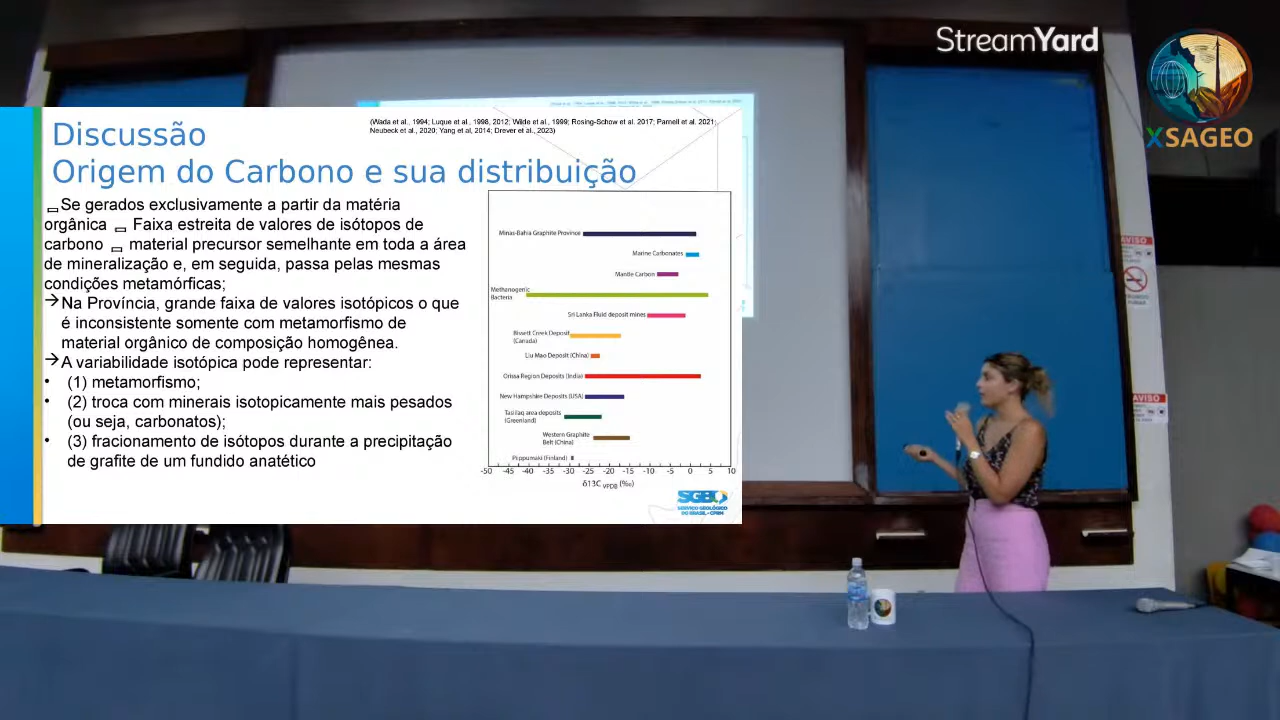 StreamYard
XSAGEO
(Wada et al., 1994; Luque et al., 1998, 2012; Wilde et al., 1999; Rosing-Schow et al. 2017; Parnell et al. 2021;
Neubeck et al., 2020; Yang et al, 2014; Drever et al., 2023)
Discussão
Origem do Carbono e sua distribuição
Se gerados exclusivamente a partir da matéria
orgânica Faixa estreita de valores de isótopos de
carbono material precursor semelhante em toda a área
de mineralização e, em seguida, passa pelas mesmas
condições metamórficas;
→Na Província, grande faixa de valores isotópicos o que
é inconsistente somente com metamorfismo de
material orgânico de composição homogênea.
→A variabilidade isotópica pode representar:
• (1) metamorfismo;
• (2) troca com minerais isotopicamente mais pesados
(ou seja, carbonatos);
• (3) fracionamento de isótopos durante a precipitação
de grafite de um fundido anatético
Minas-Bahia Graphite Province
Marine Carbonates
Mantle Carbon
Methanogenic
Bacteria
Sri Lanka Fluid deposit mines
Bissett Creek Deposit
(Canada)
Liu Mao Deposit (China)
Orissa Region Deposits (India)
New Hampshire Deposits (USA)
Tasiilaq area deposits
(Greenland)
Western Graphite
Belt (China)
Piippumaki (Finland)
-50 -45 -40 -35 -30 -25 -20 -15 -10 -5 0 5 10
δ13C VPDB (‰)
SGB
SERVIÇO GEOLÓGICO
DO BRASIL - CPRM
AVISO
AVISO